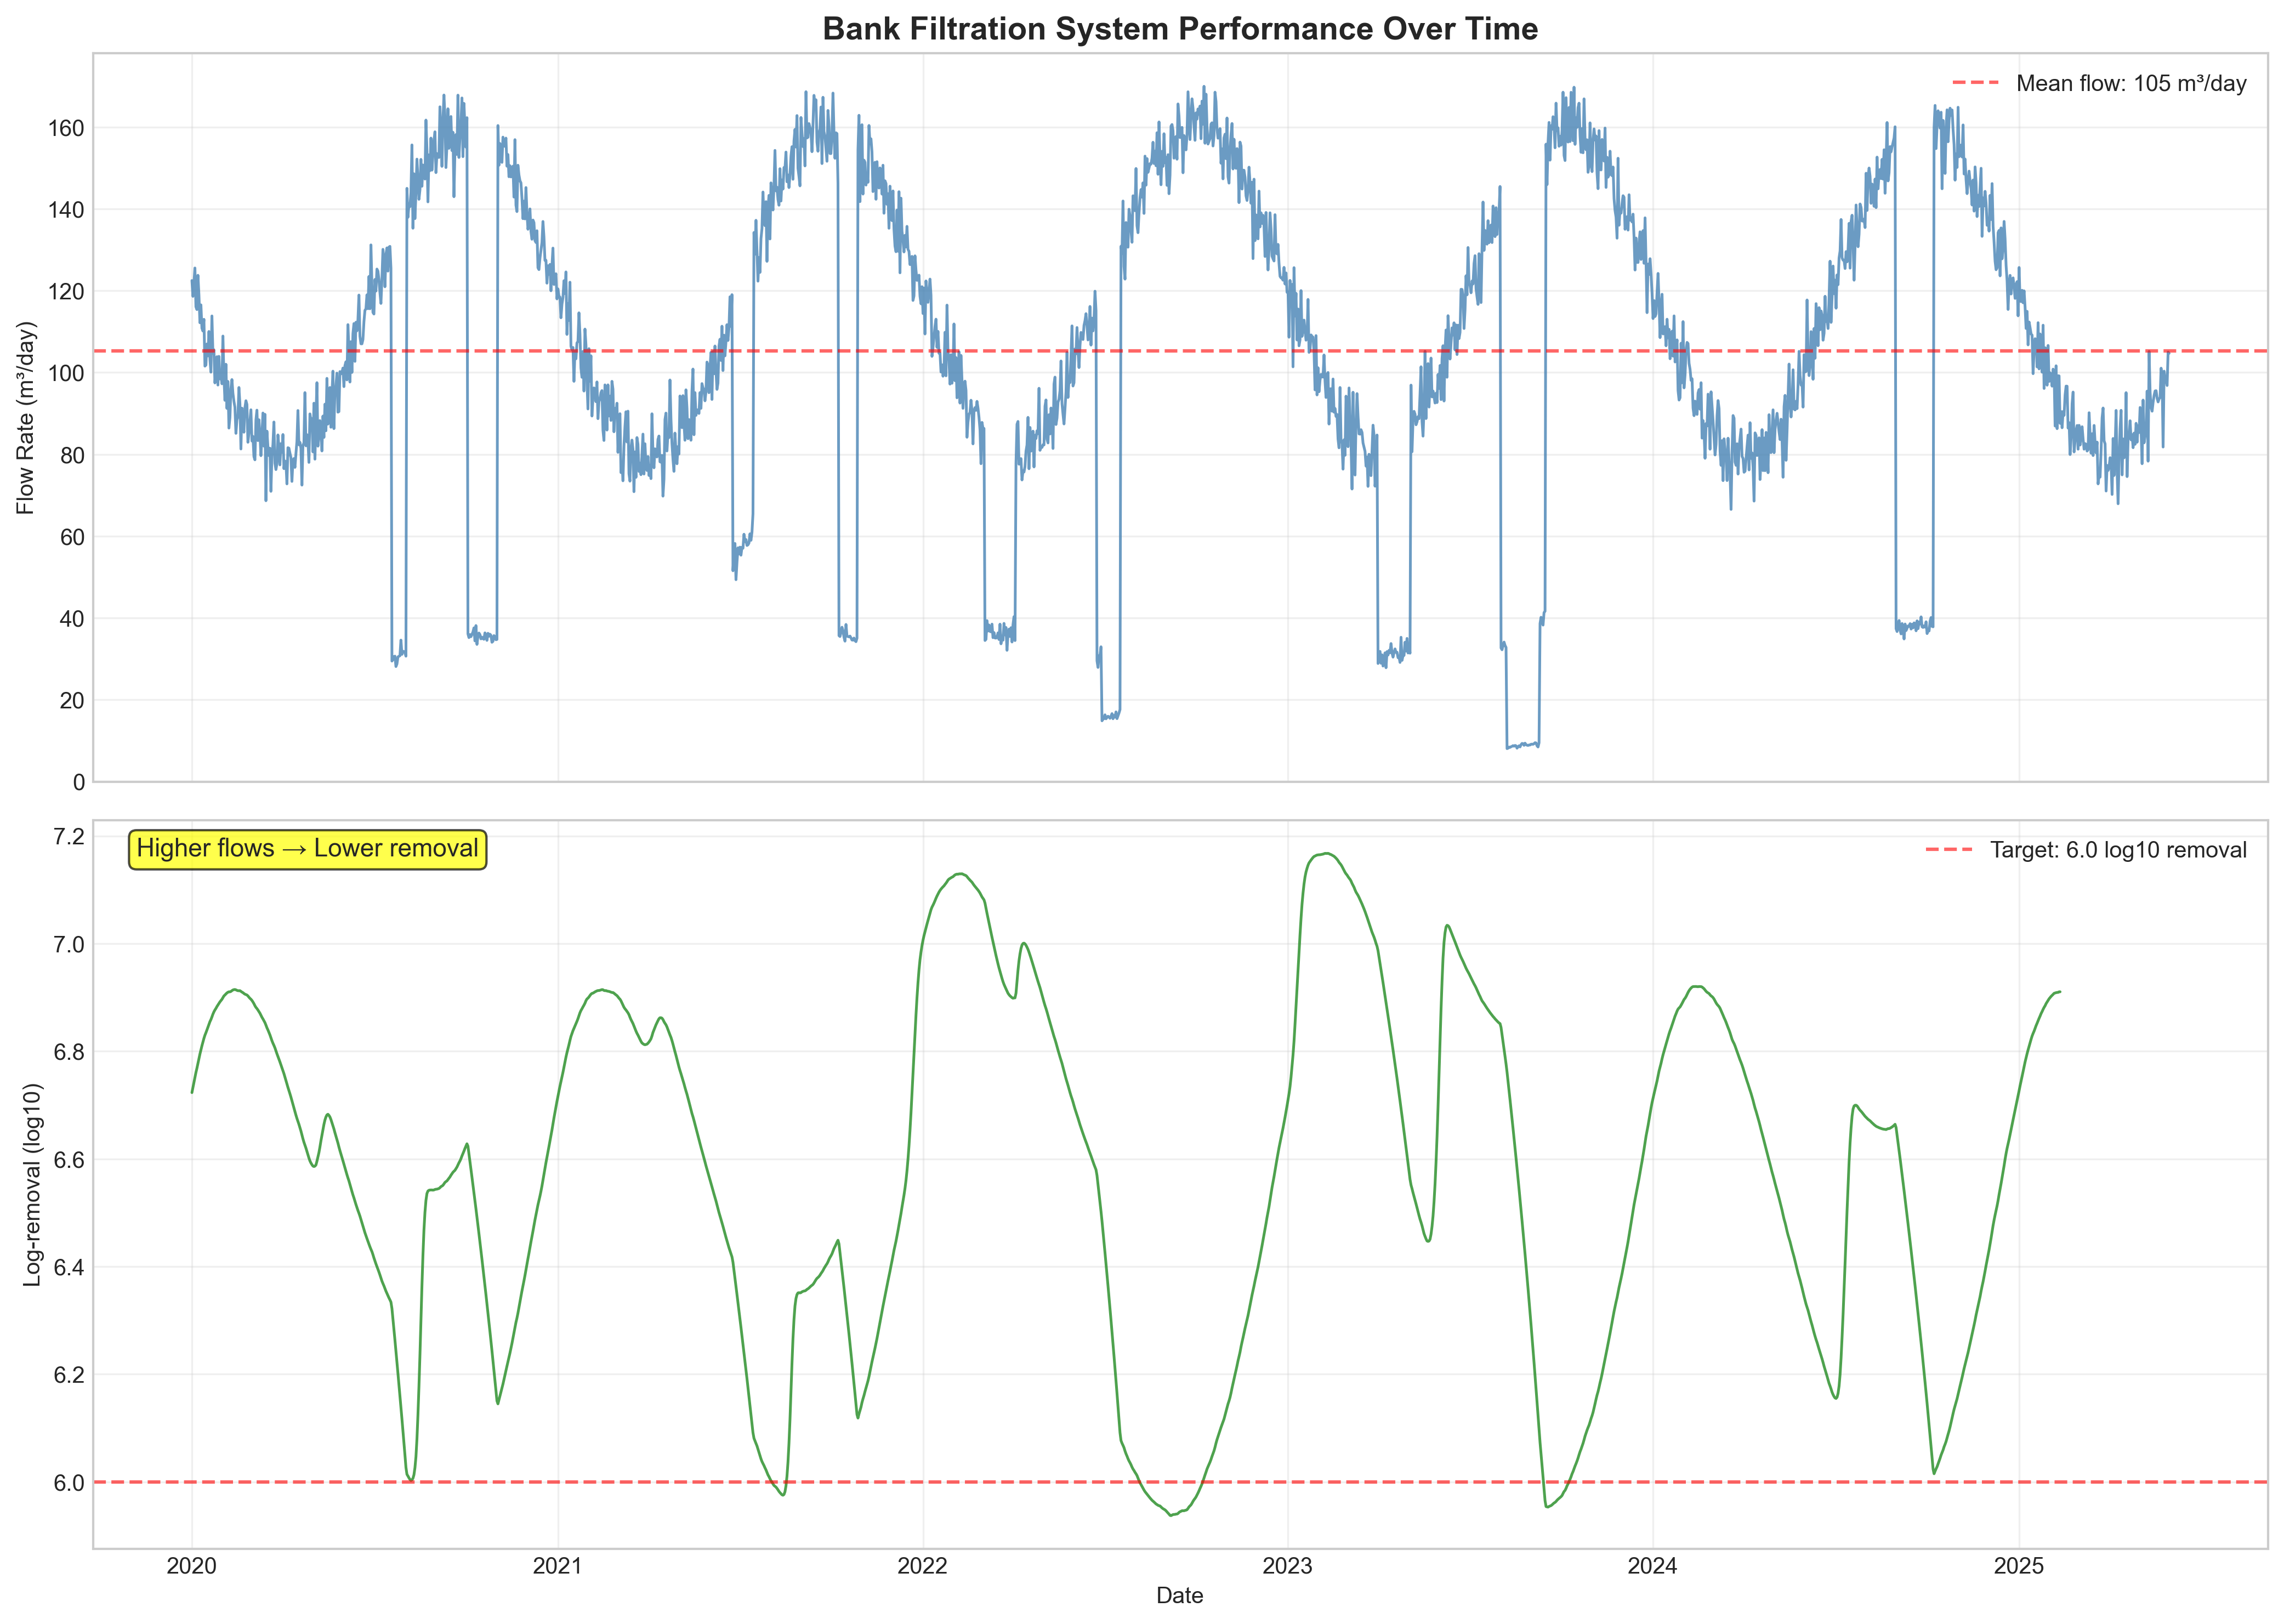 Bank Filtration System Performance Over Time
Mean flow: 105 m³/day
Flow Rate (m³/day)
160
140
120
100
80
60
40
20
0
Higher flows → Lower removal
Target: 6.0 log10 removal
Log-removal (log10)
7.2
7.0
6.8
6.6
6.4
6.2
6.0
2020 2021 2022 2023 2024 2025
Date